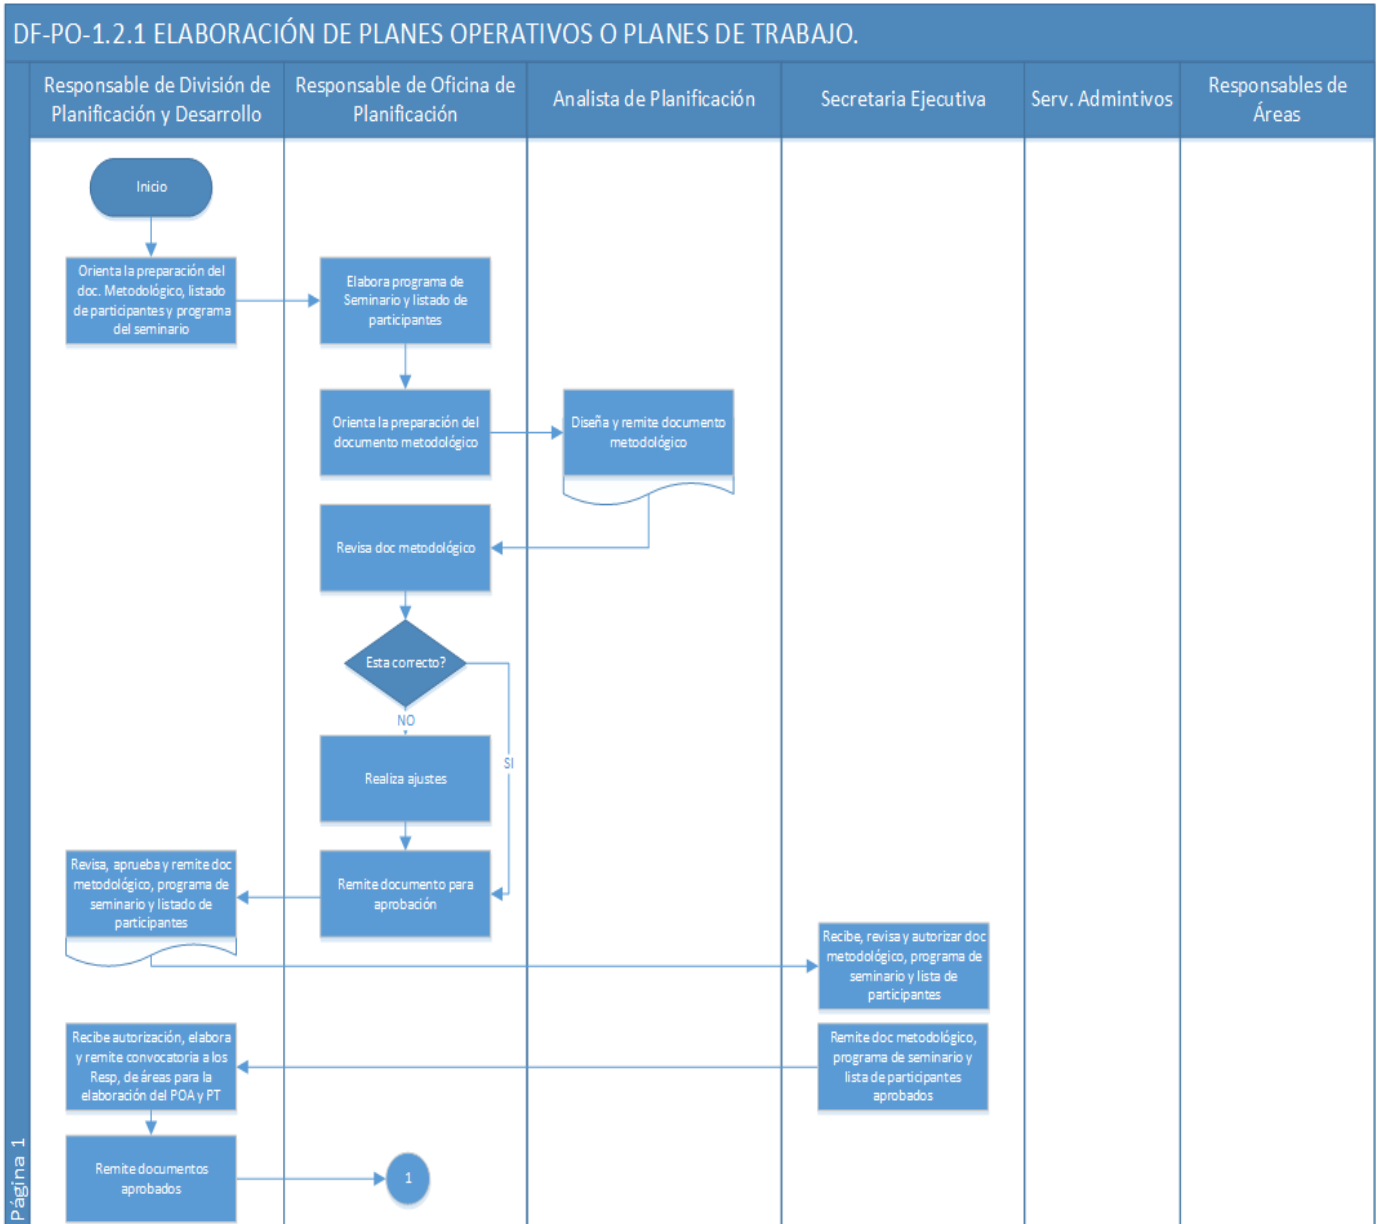 DF-PO-1.2.1 ELABORACIÓN DE PLANES OPERATIVOS O PLANES DE TRABAJO.
Responsable de División de
Planificación y Desarrollo
Responsable de Oficina de
Planificación
Analista de Planificación
Secretaria Ejecutiva
Serv. Admintivos
Responsables de
Áreas
Inicio
Orienta la preparación del
doc. Metodológico, listado
de participantes y programa
del seminario
Elabora programa de
Seminario y listado de
participantes
Orienta la preparación del
documento metodológico
Diseña y remite documento
metodológico
Revisa doc metodológico
Esta correcto?
NO
SI
Realiza ajustes
Revisa, aprueba y remite doc
metodológico, programa de
seminario y listado de
participantes
Remite documento para
aprobación
Recibe, revisa y autorizar doc
metodológico, programa de
seminario y lista de
participantes
Recibe autorización, elabora
y remite convocatoria a los
Resp, de áreas para la
elaboración del POA y PT
Remite doc metodológico,
programa de seminario y
lista de participantes
aprobados
Remite documentos
aprobados
1
Página 1